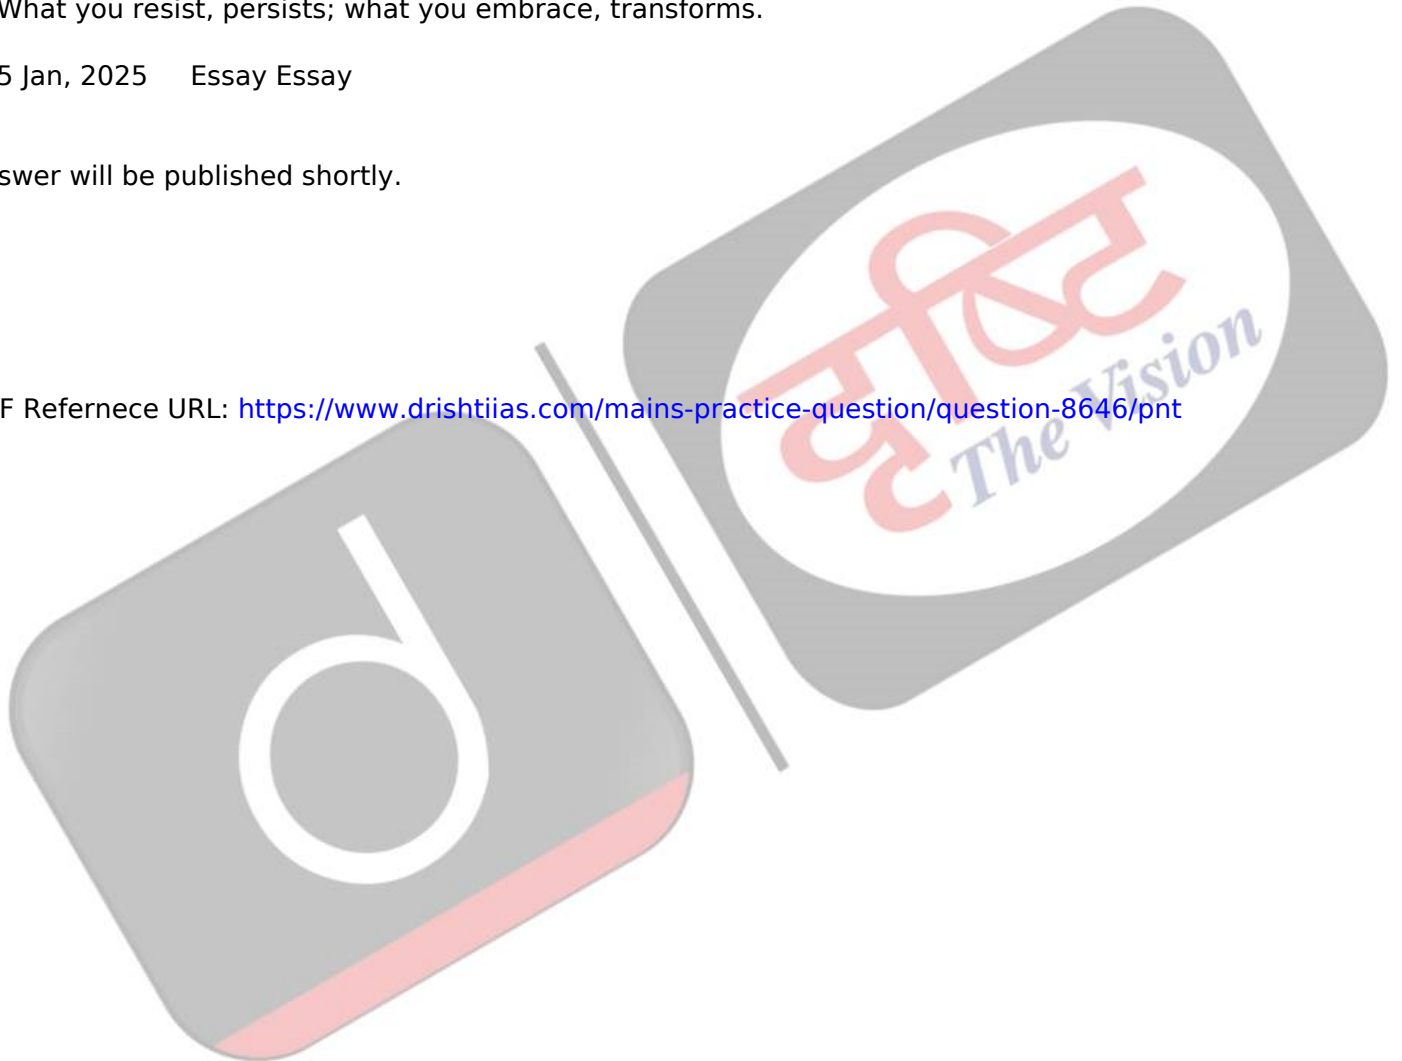 What you resist, persists; what you embrace, transforms.
5 Jan, 2025 Essay Essay
swer will be published shortly.
F Refernece URL: https://www.drishtiias.com/mains-practice-question/question-8646/pnt
दृष्टि
The Vision
d